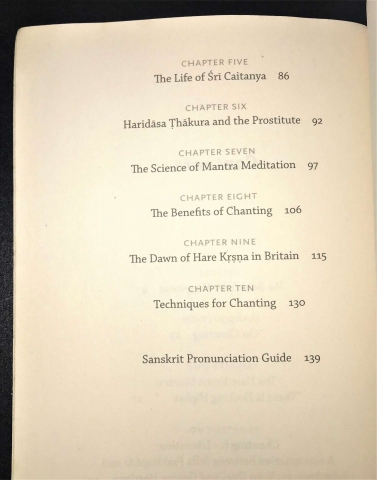 CHAPTER FIVE
The Life of Śrī Caitanya 86
CHAPTER SIX
Haridāsa Ṭhākura and the Prostitute 92
CHAPTER SEVEN
The Science of Mantra Meditation 97
CHAPTER EIGHT
The Benefits of Chanting 106
CHAPTER NINE
The Dawn of Hare Kṛṣṇa in Britain 115
CHAPTER TEN
Techniques for Chanting 130
Sanskrit Pronunciation Guide 139